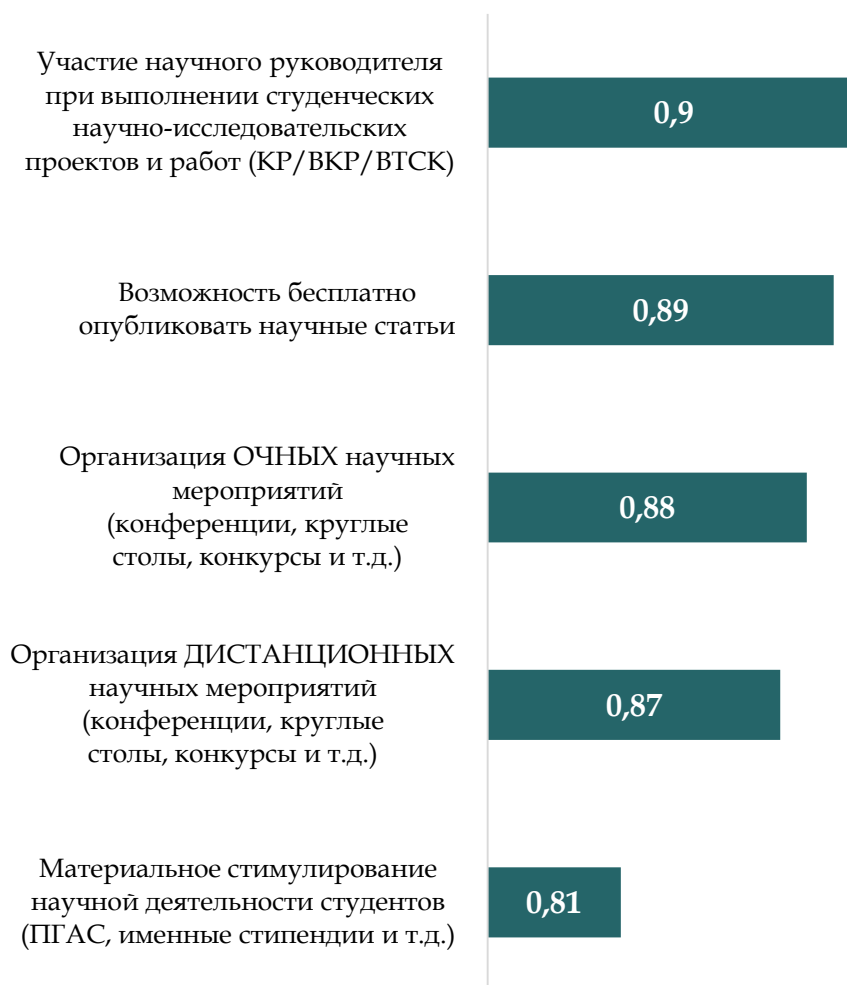 Участие научного руководителя
при выполнении студенческих
научно-исследовательских
проектов и работ (КР/ВКР/ВТСК)
0,9
Возможность бесплатно
опубликовать научные статьи
0,89
Организация ОЧНЫХ научных
мероприятий
(конференции, круглые
столы, конкурсы и т.д.)
0,88
Организация ДИСТАНЦИОННЫХ
научных мероприятий
(конференции, круглые
столы, конкурсы и т.д.)
0,87
Материальное стимулирование
научной деятельности студентов
(ПГАС, именные стипендии и т.д.)
0,81